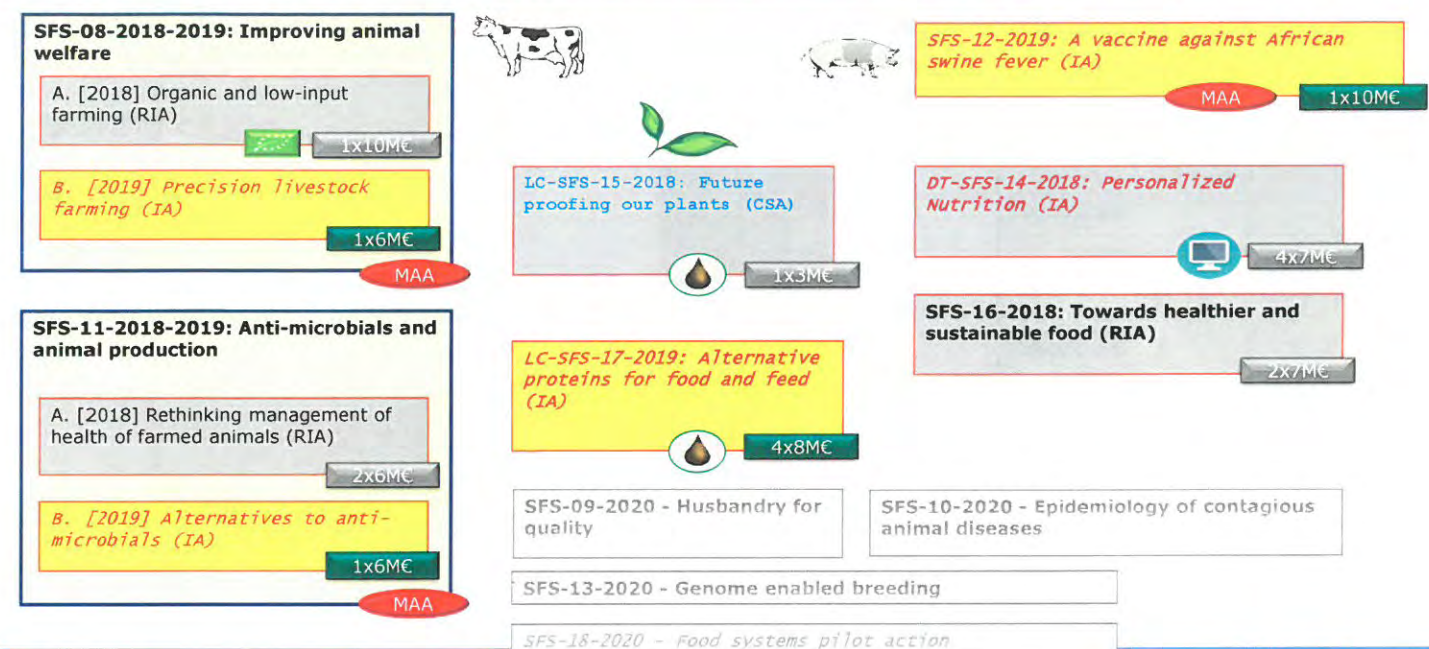 SFS-08-2018-2019: Improving animal
welfare
A. [2018] Organic and low-input
farming (RIA)
1x10M€
B. [2019] Precision livestock
farming (IA)
1x6M€
MAA
SFS-11-2018-2019: Anti-microbials and
animal production
A. [2018] Rethinking management of
health of farmed animals (RIA)
2x6M€
B. [2019] Alternatives to anti-
microbials (IA)
1x6M€
MAA
LC-SFS-15-2018: Future
proofing our plants (CSA)
1x3M€
LC-SFS-17-2019: Alternative
proteins for food and feed
(IA)
4x8M€
SFS-12-2019: A vaccine against African
swine fever (IA)
MAA
1x10M€
DT-SFS-14-2018: Personalized
Nutrition (IA)
4x7M€
SFS-16-2018: Towards healthier and
sustainable food (RIA)
2x7M€
SFS-09-2020 - Husbandry for
quality
SFS-10-2020 - Epidemiology of contagious
animal diseases
SFS-13-2020 - Genome enabled breeding
SFS-18-2020 - Food systems pilot action